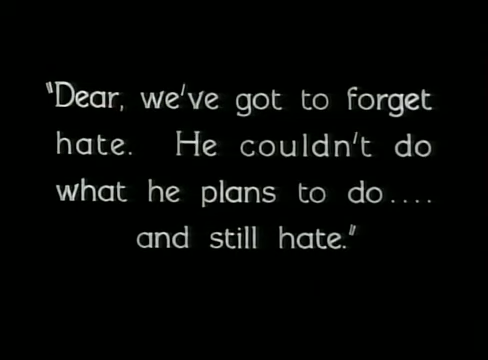 "Dear, we've got to forget
hate. He couldn't do
what he plans to do....
and still hate."